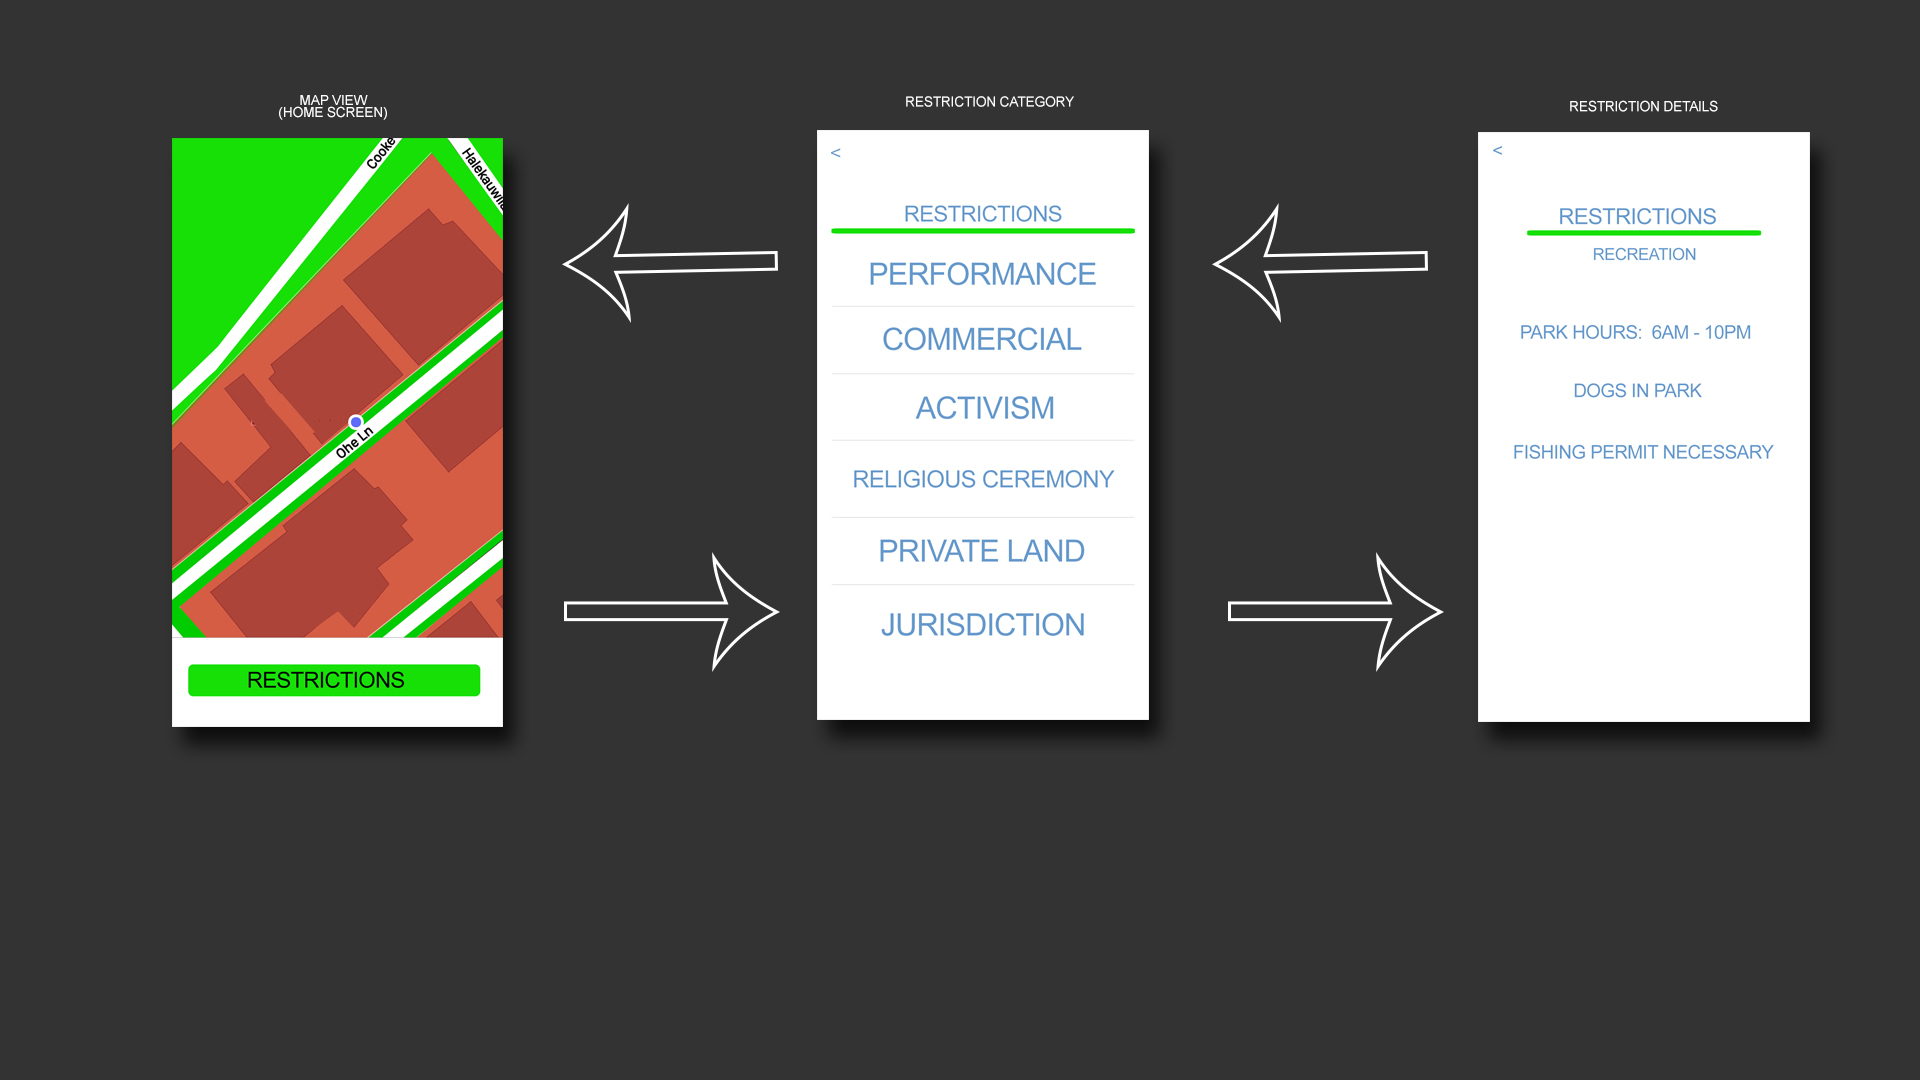 MAP VIEW
(HOME SCREEN)
Cooke
Ohe Ln
RESTRICTIONS
RESTRICTION CATEGORY
<
RESTRICTIONS
PERFORMANCE
COMMERCIAL
ACTIVISM
RELIGIOUS CEREMONY
PRIVATE LAND
JURISDICTION
RESTRICTION DETAILS
<
RESTRICTIONS
RECREATION
PARK HOURS:  6AM - 10PM
DOGS IN PARK
FISHING PERMIT NECESSARY